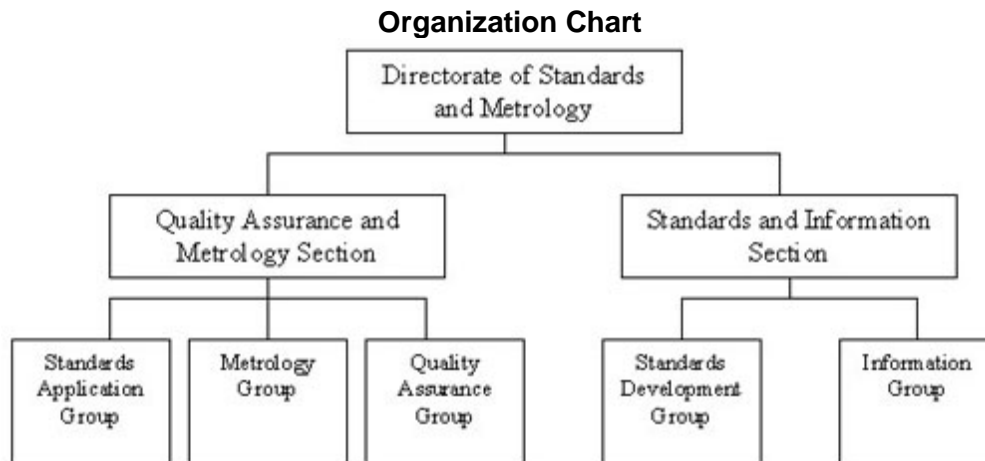 Organization Chart
Directorate of Standards
and Metrology
Quality Assurance and
Metrology Section
Standards and Information
Section
Standards
Application
Group
Metrology
Group
Quality
Assurance
Group
Standards
Development
Group
Information
Group